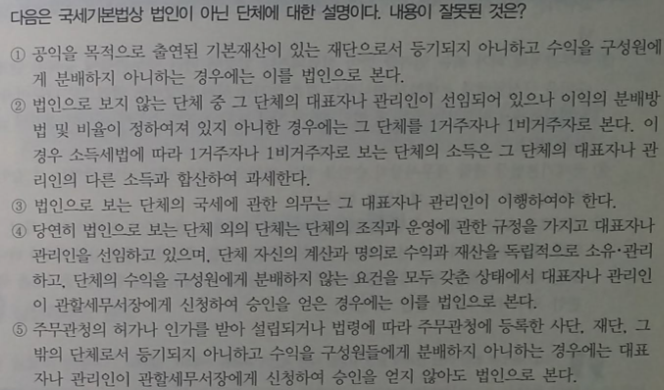 다음은 국세기본법상 법인이 아닌 단체에 대한 설명이다. 내용이 잘못된 것은?
① 공익을 목적으로 출연된 기본재산이 있는 재단으로서 등기되지 아니하고 수익을 구성원에
게 분배하지 아니하는 경우에는 이를 법인으로 본다.
② 법인으로 보지 않는 단체 중 그 단체의 대표자나 관리인이 선임되어 있으나 이익의 분배방
법 및 비율이 정하여져 있지 아니한 경우에는 그 단체를 1거주자나 1비거주자로 본다. 이
경우 소득세법에 따라 1거주자나 1비거주자로 보는 단체의 소득은 그 단체의 대표자나 관
리인의 다른 소득과 합산하여 과세한다.
③ 법인으로 보는 단체의 국세에 관한 의무는 그 대표자나 관리인이 이행하여야 한다.
④ 당연히 법인으로 보는 단체 외의 단체는 단체의 조직과 운영에 관한 규정을 가지고 대표자나
관리인을 선임하고 있으며, 단체 자신의 계산과 명의로 수익과 재산을 독립적으로 소유·관리
하고, 단체의 수익을 구성원에게 분배하지 않는 요건을 모두 갖춘 상태에서 대표자나 관리인
이 관할세무서장에게 신청하여 승인을 얻은 경우에는 이를 법인으로 본다.
⑤ 주무관청의 허가나 인가를 받아 설립되거나 법령에 따라 주무관청에 등록한 사단, 재단, 그
밖의 단체로서 등기되지 아니하고 수익을 구성원들에게 분배하지 아니하는 경우에는 대표
자나 관리인이 관할세무서장에게 신청하여 승인을 얻지 않아도 법인으로 본다.